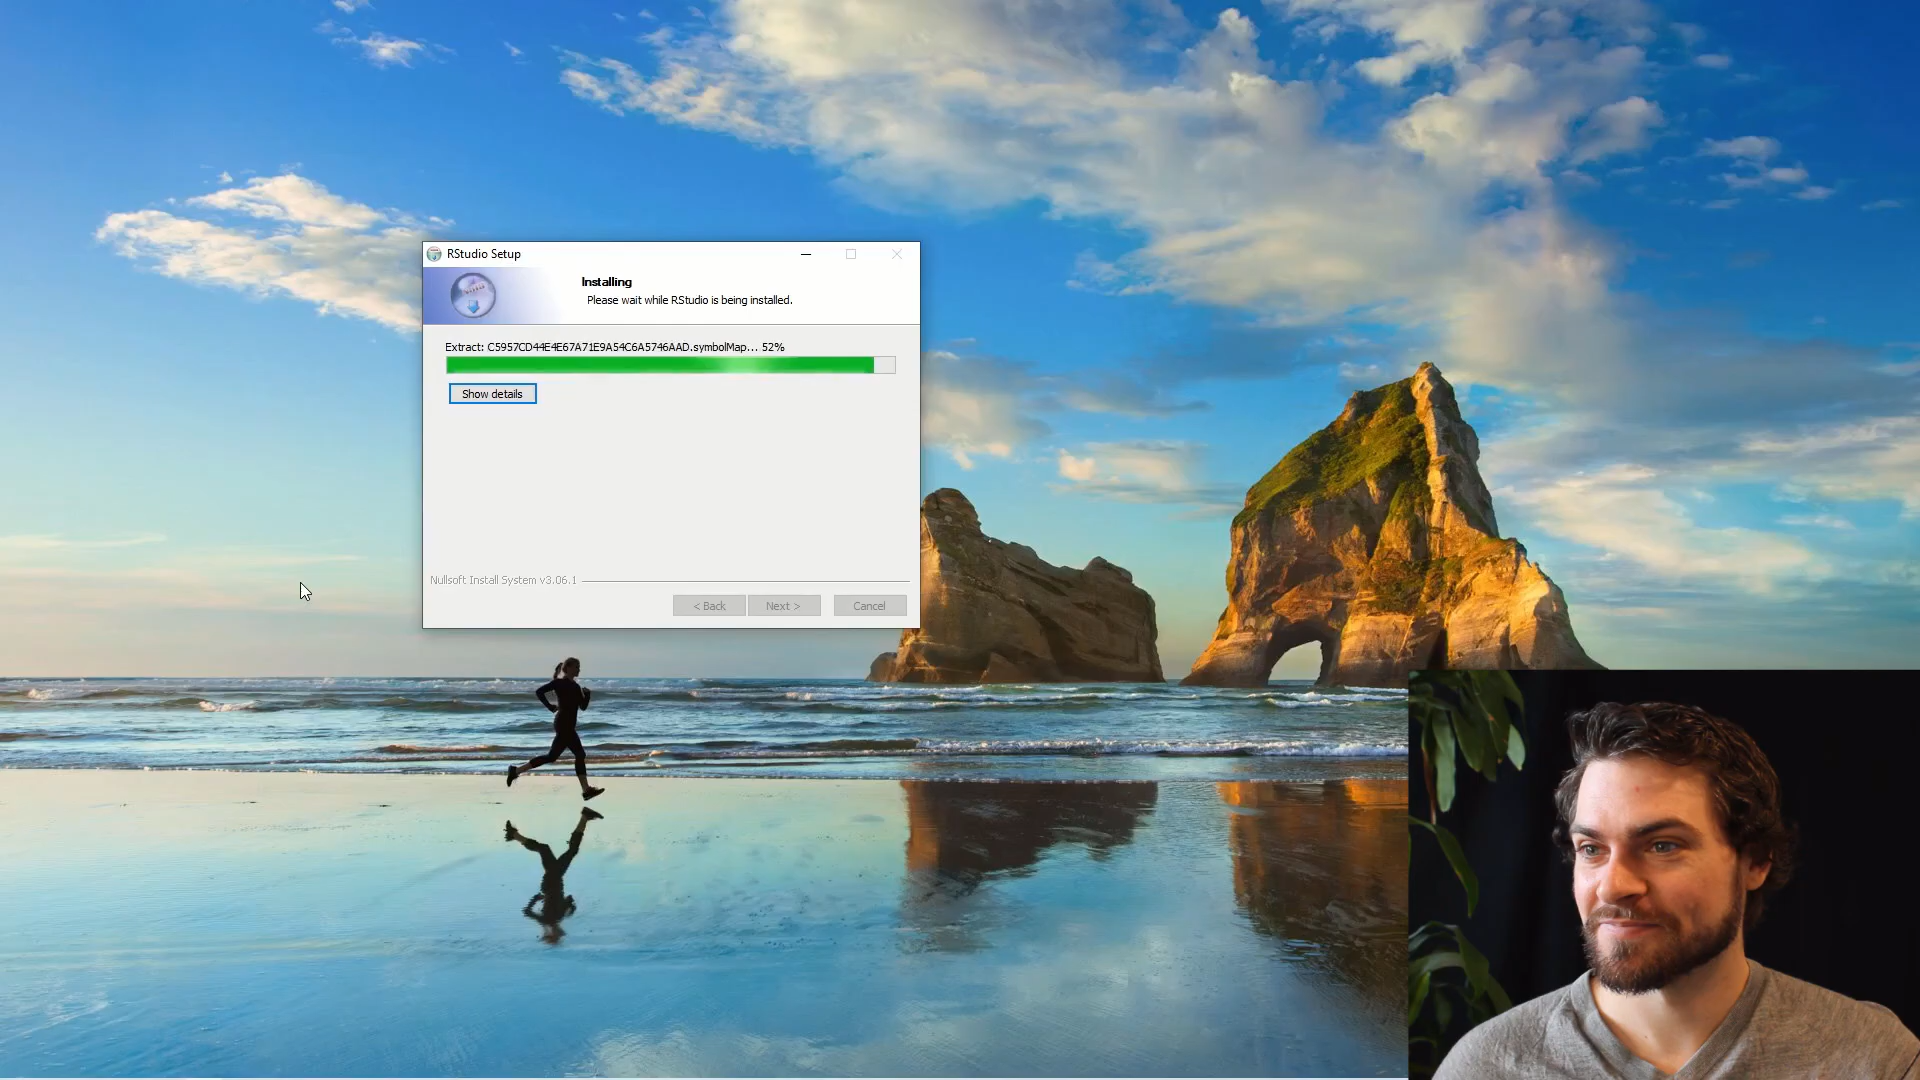 RStudio Setup
Installing
Please wait while RStudio is being installed.
Extract: C5957CD44E4E67A71E9A54C6A5746AAD.symbolMap... 52%
Show details
Nullsoft Install System v3.06.1
< Back
Next >
Cancel